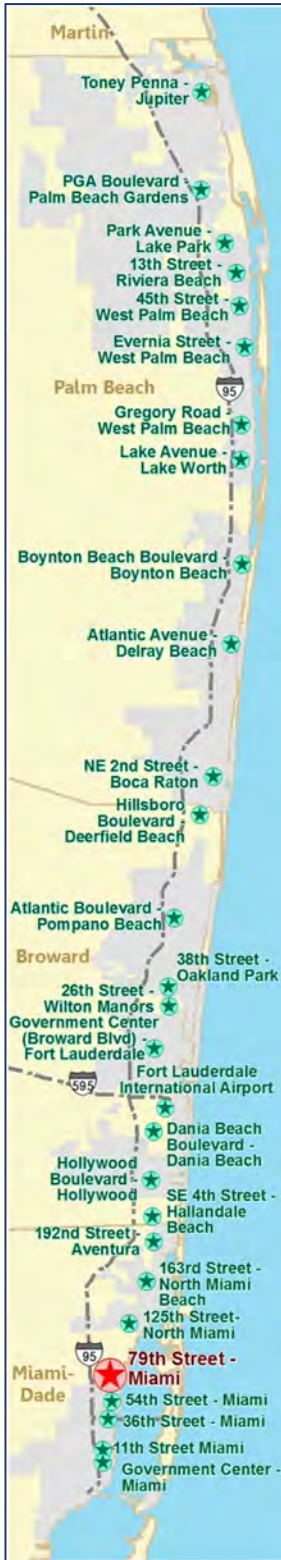 Martin
Toney Penna -
Jupiter
PGA Boulevard -
Palm Beach Gardens
Park Avenue -
Lake Park
13th Street -
Riviera Beach
45th Street -
West Palm Beach
Evernia Street -
West Palm Beach
Palm Beach
95
Gregory Road -
West Palm Beach
Lake Avenue -
Lake Worth
Boynton Beach Boulevard -
Boynton Beach
Atlantic Avenue -
Delray Beach
NE 2nd Street -
Boca Raton
Hillsboro
Boulevard -
Deerfield Beach
Atlantic Boulevard -
Pompano Beach
Broward
38th Street -
Oakland Park
26th Street -
Wilton Manors
Government Center
(Broward Blvd) -
Fort Lauderdale
595
Fort Lauderdale
International Airport
Dania Beach
Boulevard -
Dania Beach
Hollywood
Boulevard -
Hollywood
SE 4th Street -
Hallandale
Beach
192nd Street -
Aventura
163rd Street -
North Miami
Beach
125th Street-
North Miami
95
79th Street -
Miami
Miami-
Dade
54th Street - Miami
36th Street - Miami
11th Street Miami
Government Center -
Miami